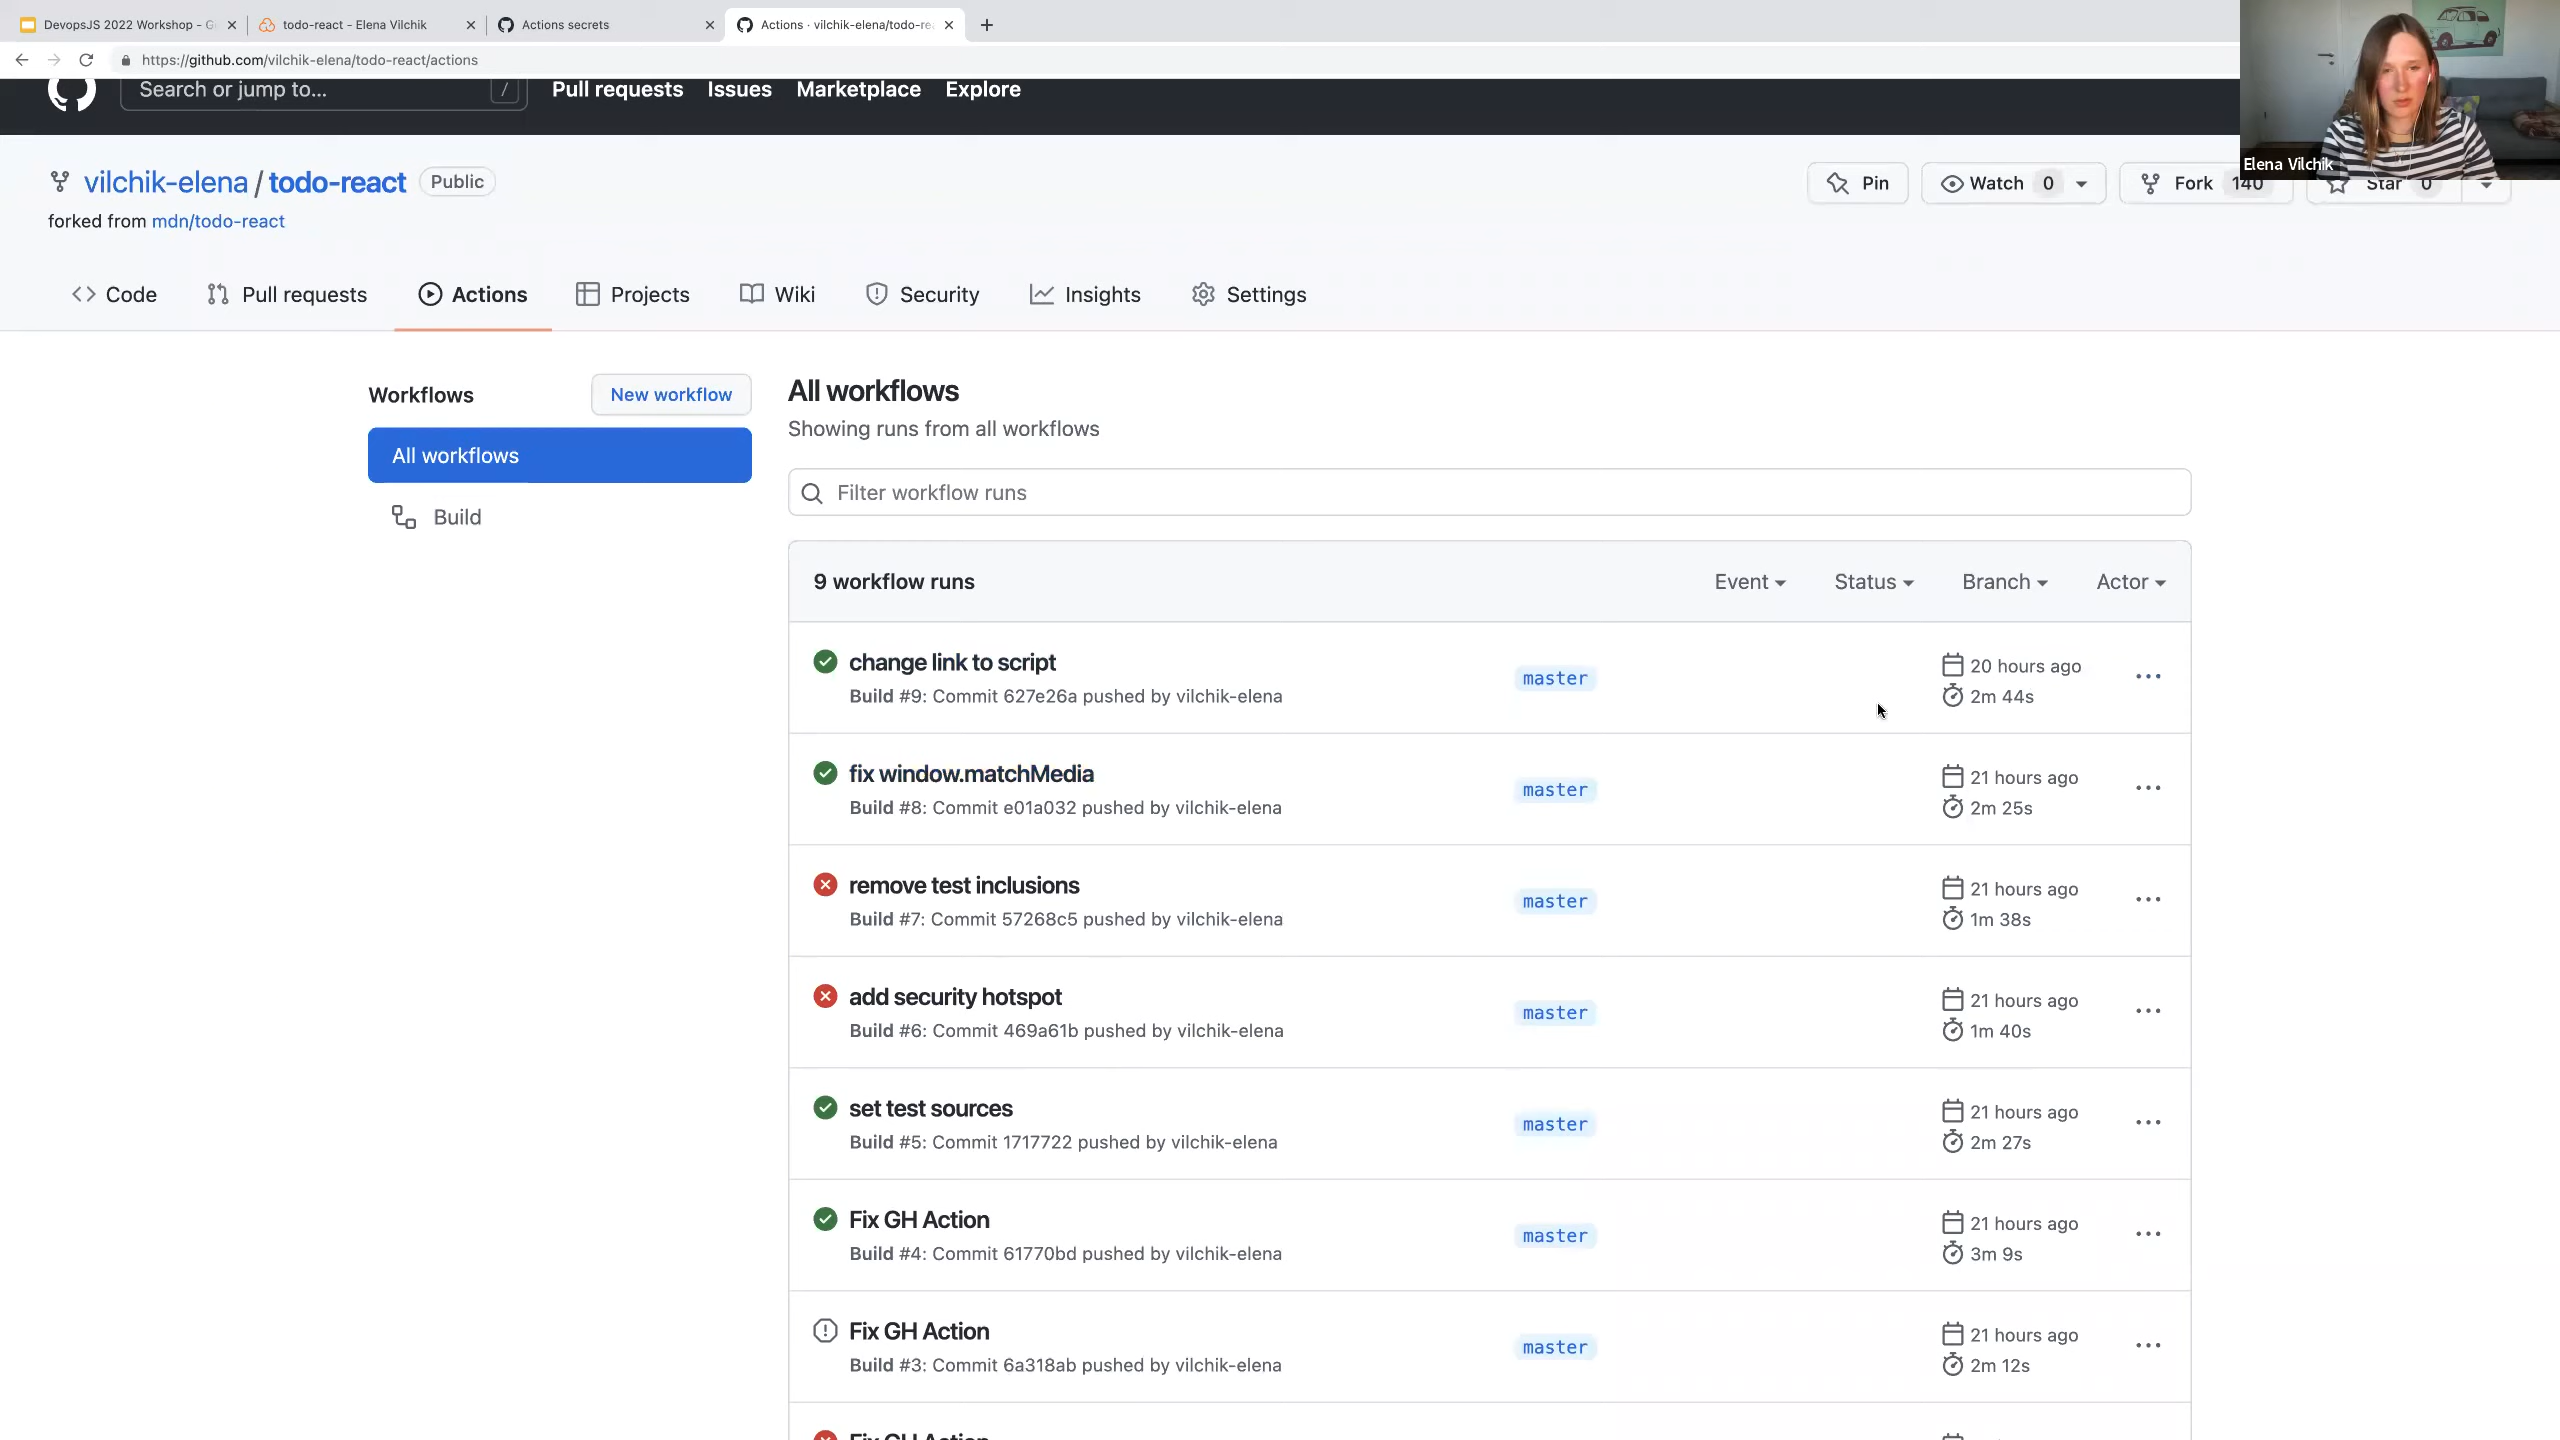 DevopsJS 2022 Workshop - G
todo-react - Elena Vilchik
Actions secrets
Actions · vilchik-elena/todo-re
https://github.com/vilchik-elena/todo-react/actions
Search or jump to...
/
Pull requests
Issues
Marketplace
Explore
Elena Vilchik
vilchik-elena / todo-react
Public
Pin
Watch 0
Fork 140
Star 0
forked from mdn/todo-react
Code
Pull requests
Actions
Projects
Wiki
Security
Insights
Settings
Workflows
New workflow
All workflows
Build
All workflows
Showing runs from all workflows
Filter workflow runs
9 workflow runs
Event
Status
Branch
Actor
change link to script
Build #9: Commit 627e26a pushed by vilchik-elena
master
20 hours ago
2m 44s
fix window.matchMedia
Build #8: Commit e01a032 pushed by vilchik-elena
master
21 hours ago
2m 25s
remove test inclusions
Build #7: Commit 57268c5 pushed by vilchik-elena
master
21 hours ago
1m 38s
add security hotspot
Build #6: Commit 469a61b pushed by vilchik-elena
master
21 hours ago
1m 40s
set test sources
Build #5: Commit 1717722 pushed by vilchik-elena
master
21 hours ago
2m 27s
Fix GH Action
Build #4: Commit 61770bd pushed by vilchik-elena
master
21 hours ago
3m 9s
Fix GH Action
Build #3: Commit 6a318ab pushed by vilchik-elena
master
21 hours ago
2m 12s
Fix GH Action